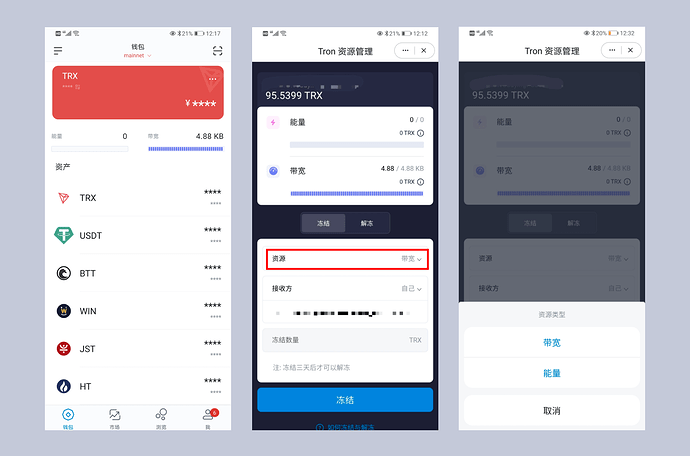 21% 12:17
钱包
mainnet
TRX
****
¥ ****
能量 0 带宽 4.88 KB
资产
TRX ****
****
USDT ****
****
BTT ****
****
WIN ****
****
JST ****
****
HT ****
****
6
钱包 市场 浏览 我
21% 12:12
Tron 资源管理
95.5399 TRX
能量 0 / 0
0 TRX
带宽 4.88 / 4.88 KB
0 TRX
冻结 解冻
资源 带宽
接收方 自己
冻结数量 TRX
注: 冻结三天后才可以解冻
冻结
如何冻结与解冻
20% 12:32
Tron 资源管理
95.5399 TRX
能量 0 / 0
0 TRX
带宽 4.88 / 4.88 KB
0 TRX
冻结 解冻
资源 带宽
接收方 自己
资源类型
带宽
能量
取消